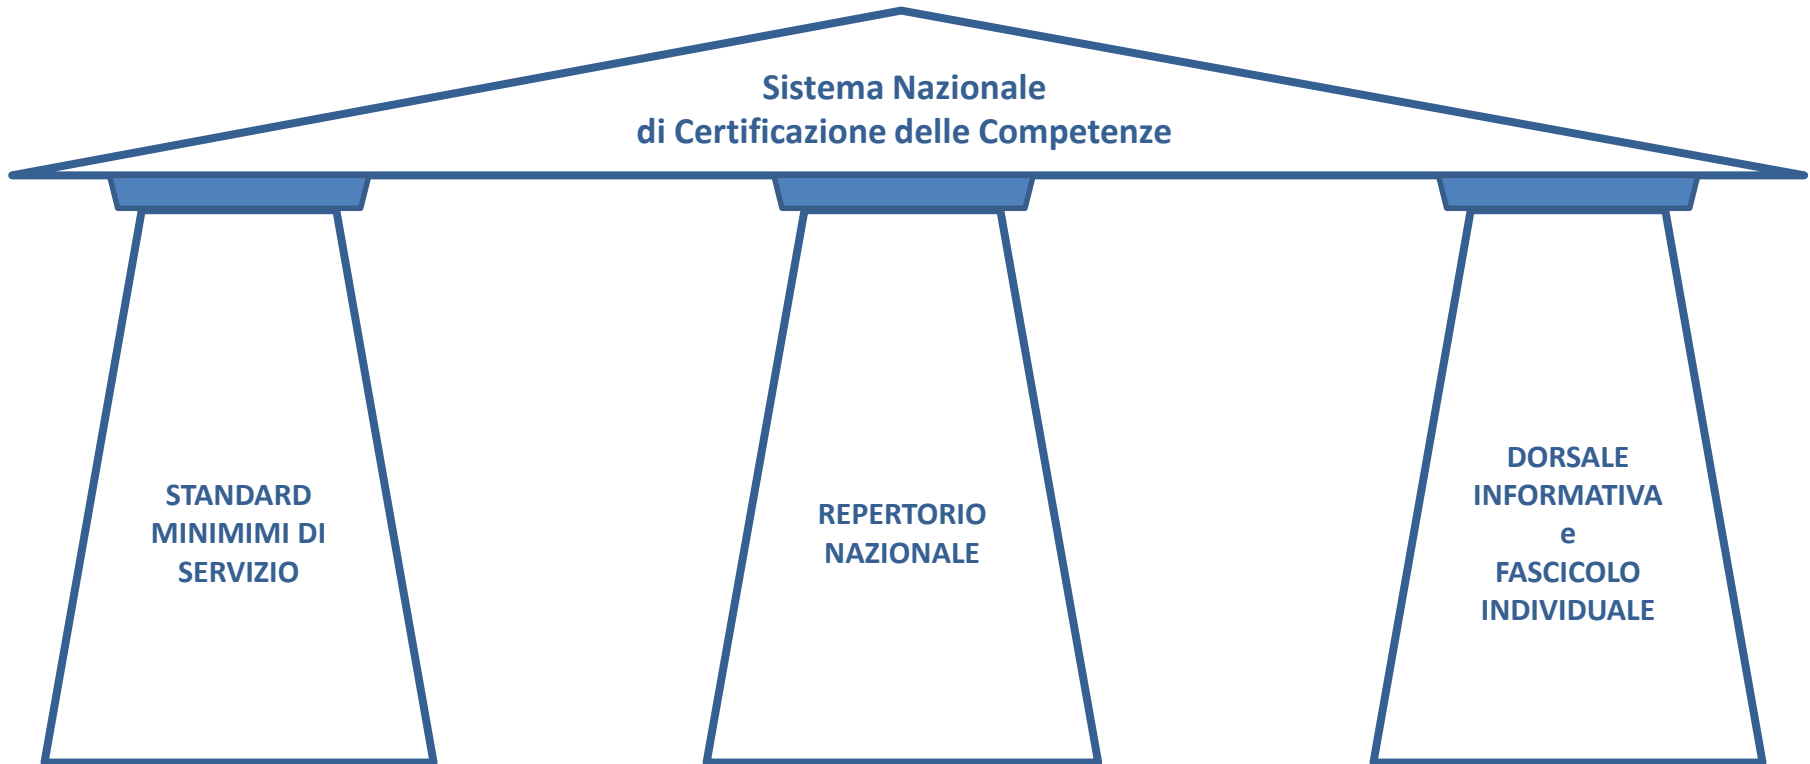 Sistema Nazionale
di Certificazione delle Competenze
STANDARD
MINIMIMI DI
SERVIZIO
REPERTORIO
NAZIONALE
DORSALE
INFORMATIVA
e
FASCICOLO
INDIVIDUALE